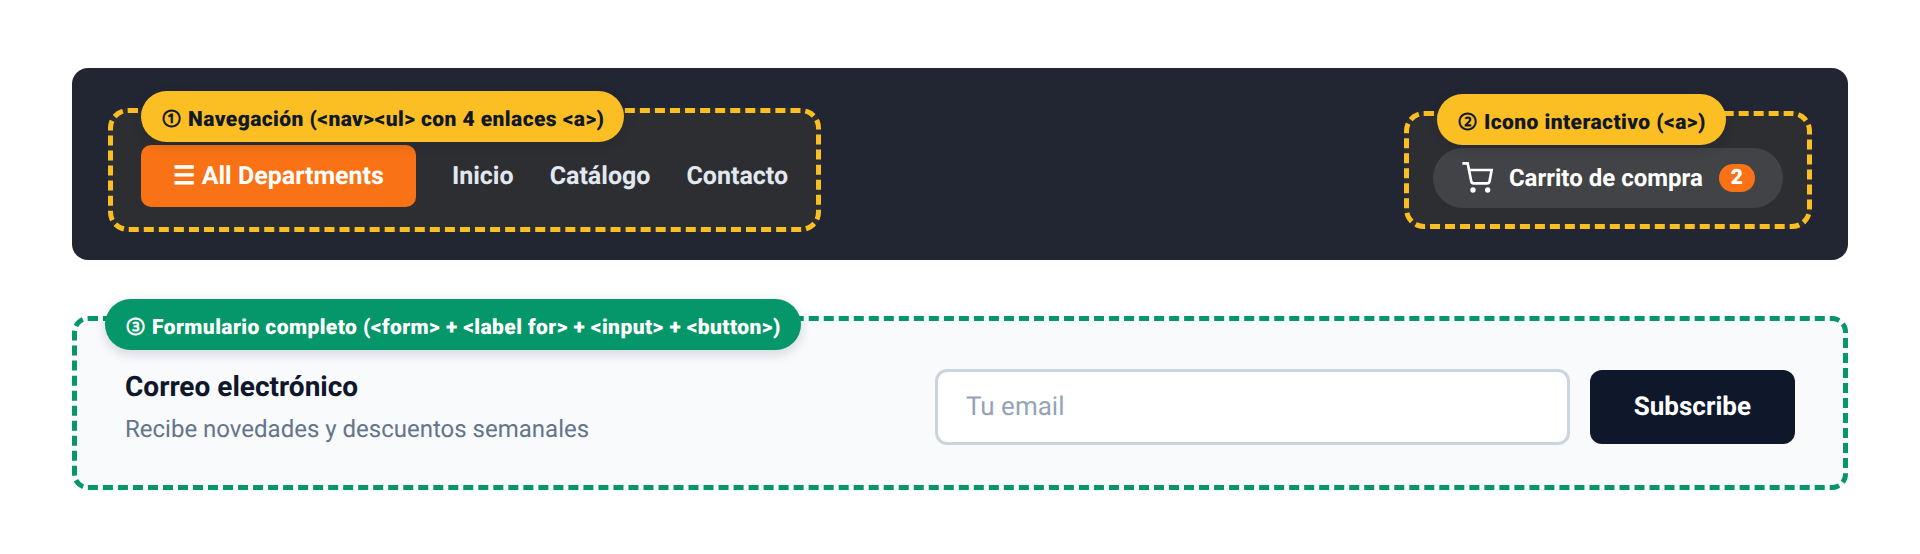 ① Navegación (<nav><ul> con 4 enlaces <a>)
☰ All Departments Inicio Catálogo Contacto
② Icono interactivo (<a>)
Carrito de compra 2
③ Formulario completo (<form> + <label for> + <input> + <button>)
Correo electrónico
Recibe novedades y descuentos semanales
Tu email
Subscribe